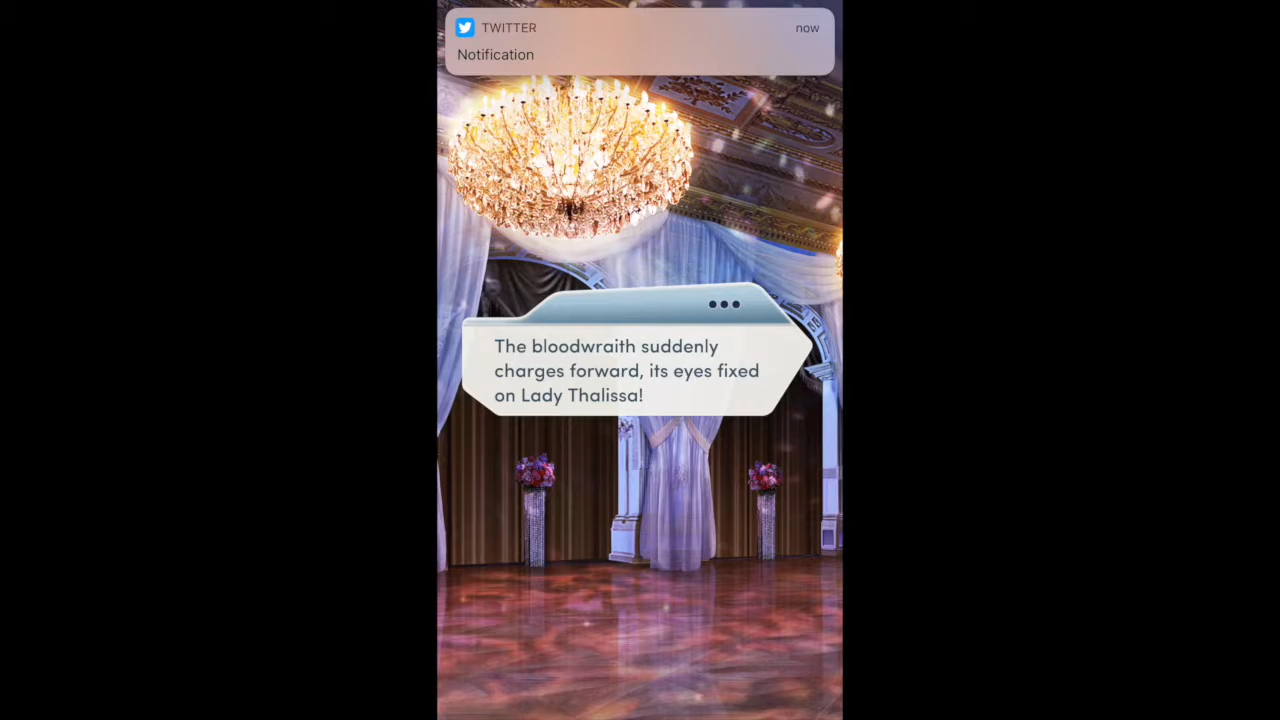 TWITTER now
Notification
The bloodwraith suddenly
charges forward, its eyes fixed
on Lady Thalissa!